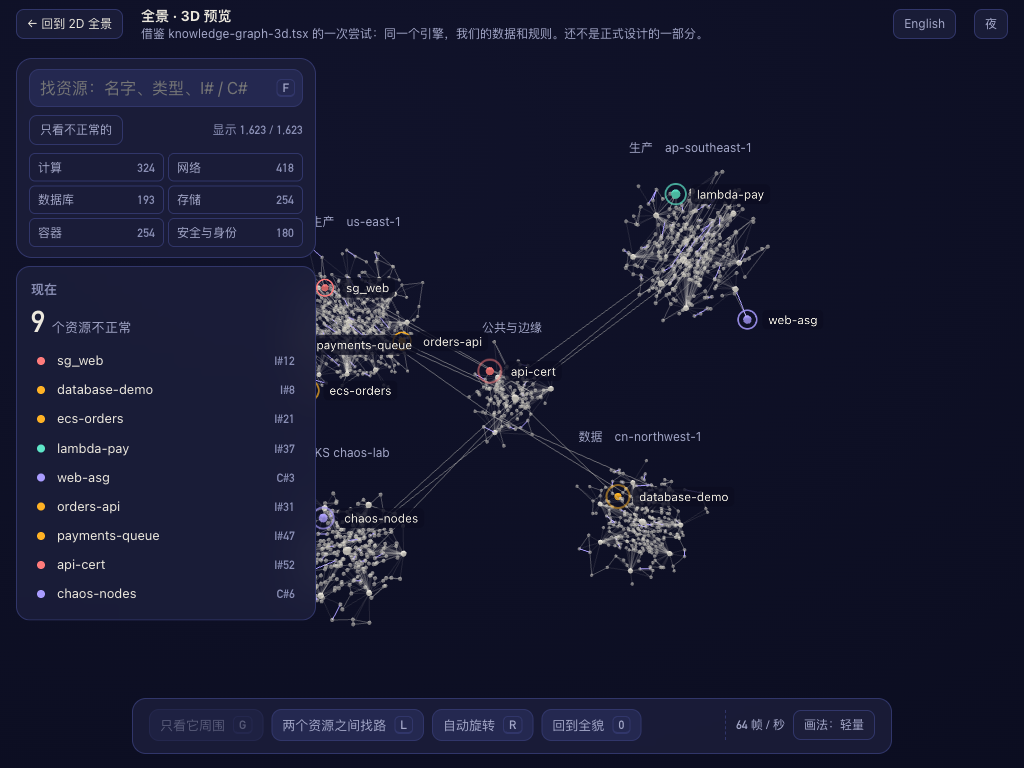 ← 回到 2D 全景
全景 · 3D 预览
借鉴 knowledge-graph-3d.tsx 的一次尝试：同一个引擎，我们的数据和规则。还不是正式设计的一部分。
English
夜
找资源：名字、类型、I# / C#
F
只看不正常的
显示 1,623 / 1,623
计算 324
网络 418
数据库 193
存储 254
容器 254
安全与身份 180
现在
9 个资源不正常
sg_web I#12
database-demo I#8
ecs-orders I#21
lambda-pay I#37
web-asg C#3
orders-api I#31
payments-queue I#47
api-cert I#52
chaos-nodes C#6
生产 ap-southeast-1
lambda-pay
web-asg
生产 us-east-1
sg_web
payments-queue
orders-api
ecs-orders
公共与边缘
api-cert
KS chaos-lab
chaos-nodes
数据 cn-northwest-1
database-demo
只看它周围 G
两个资源之间找路 L
自动旋转 R
回到全貌 0
64 帧 / 秒
画法：轻量